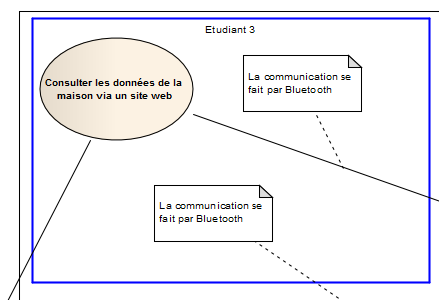 Etudiant 3
Consulter les données de la
maison via un site web
La communication se
fait par Bluetooth
La communication se
fait par Bluetooth